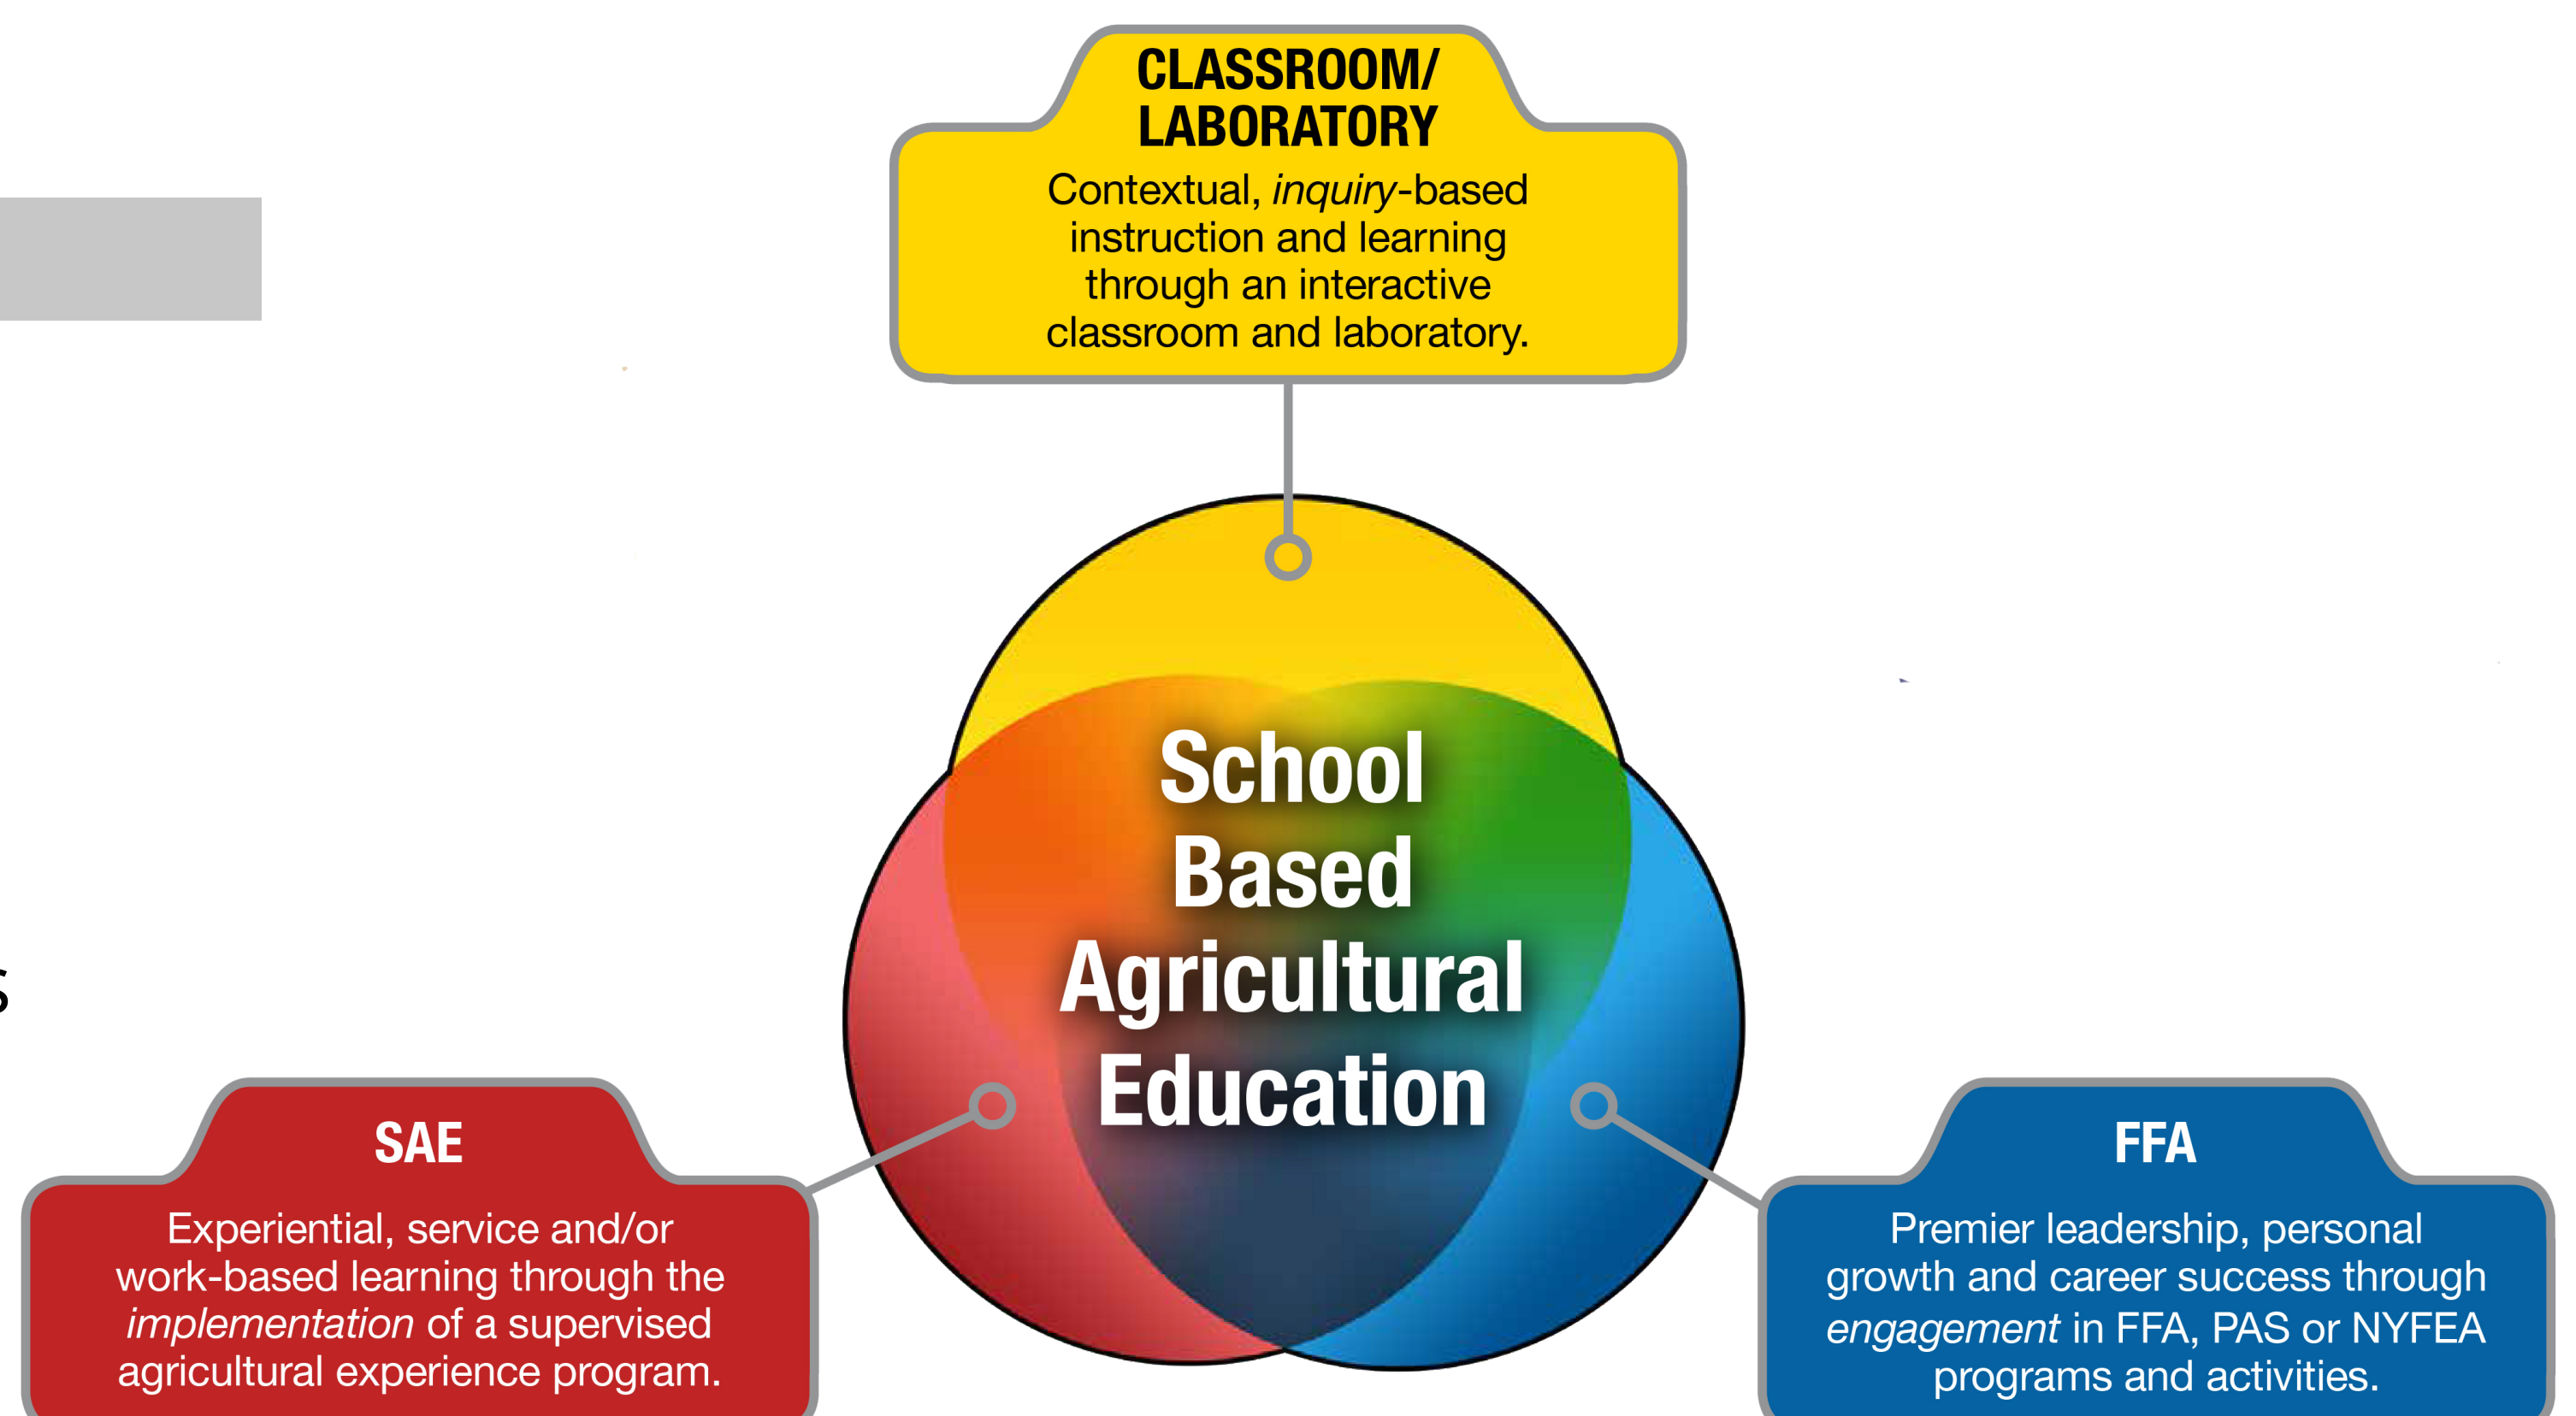 CLASSROOM/
LABORATORY
Contextual, inquiry-based
instruction and learning
through an interactive
classroom and laboratory.
School
Based
Agricultural
Education
s
SAE
Experiential, service and/or
work-based learning through the
implementation of a supervised
agricultural experience program.
FFA
Premier leadership, personal
growth and career success through
engagement in FFA, PAS or NYFEA
programs and activities.